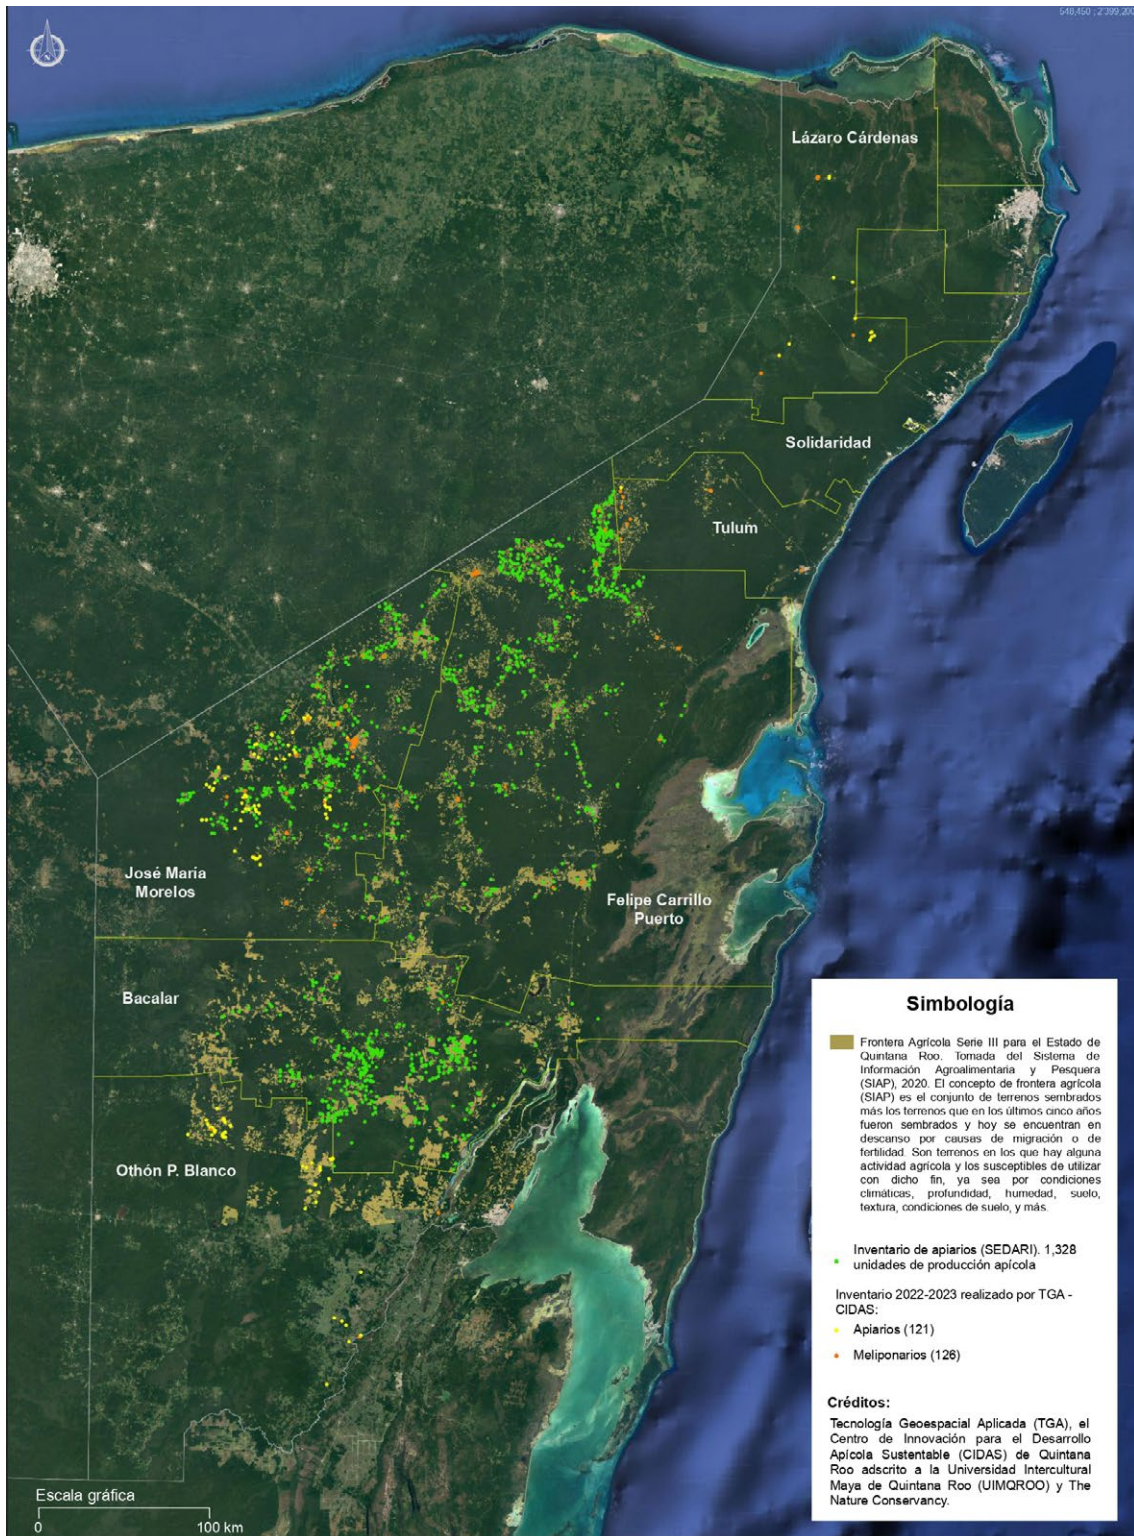 548,450 ; 2'399,200
Lázaro Cárdenas
Solidaridad
Tulum
José María
Morelos
Felipe Carrillo
Puerto
Bacalar
Othón P. Blanco
Simbología
Frontera Agrícola Serie III para el Estado de
Quintana Roo. Tomada del Sistema de
Información Agroalimentaria y Pesquera
(SIAP), 2020. El concepto de frontera agrícola
(SIAP) es el conjunto de terrenos sembrados
más los terrenos que en los últimos cinco años
fueron sembrados y hoy se encuentran en
descanso por causas de migración o de
fertilidad. Son terrenos en los que hay alguna
actividad agrícola y los susceptibles de utilizar
con dicho fin, ya sea por condiciones
climáticas, profundidad, humedad, suelo,
textura, condiciones de suelo, y más.
Inventario de apiarios (SEDARI). 1,328
unidades de producción apícola
Inventario 2022-2023 realizado por TGA -
CIDAS:
Apiarios (121)
Meliponarios (126)
Créditos:
Tecnología Geoespacial Aplicada (TGA), el
Centro de Innovación para el Desarrollo
Apícola Sustentable (CIDAS) de Quintana
Roo adscrito a la Universidad Intercultural
Maya de Quintana Roo (UIMQROO) y The
Nature Conservancy.
Escala gráfica
0 100 km